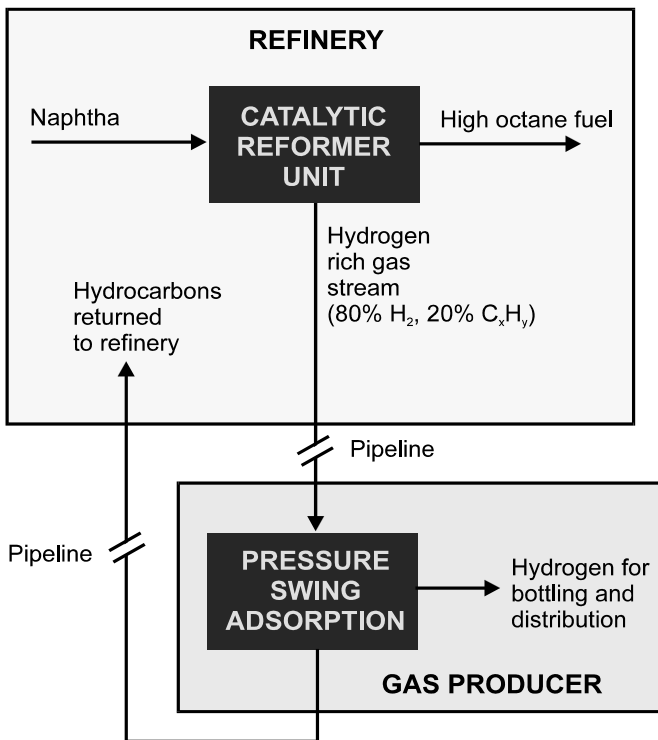 REFINERY
Naphtha
CATALYTIC
REFORMER
UNIT
High octane fuel
Hydrogen
rich gas
stream
(80% H₂, 20% CₓHᵧ)
Hydrocarbons
returned
to refinery
Pipeline
Pipeline
PRESSURE
SWING
ADSORPTION
Hydrogen for
bottling and
distribution
GAS PRODUCER